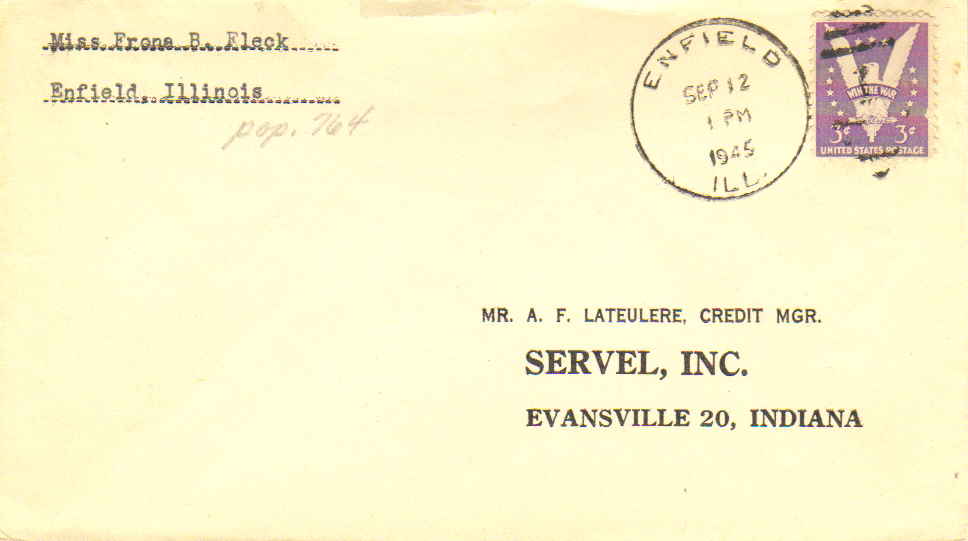 Miss Frona B. Fleck
Enfield, Illinois
pop. 764
ENFIELD
SEP 12
1 PM
1945
ILL.
WIN THE WAR
3¢ 3¢
UNITED STATES POSTAGE
MR. A. F. LATEULERE, CREDIT MGR.
SERVEL, INC.
EVANSVILLE 20, INDIANA